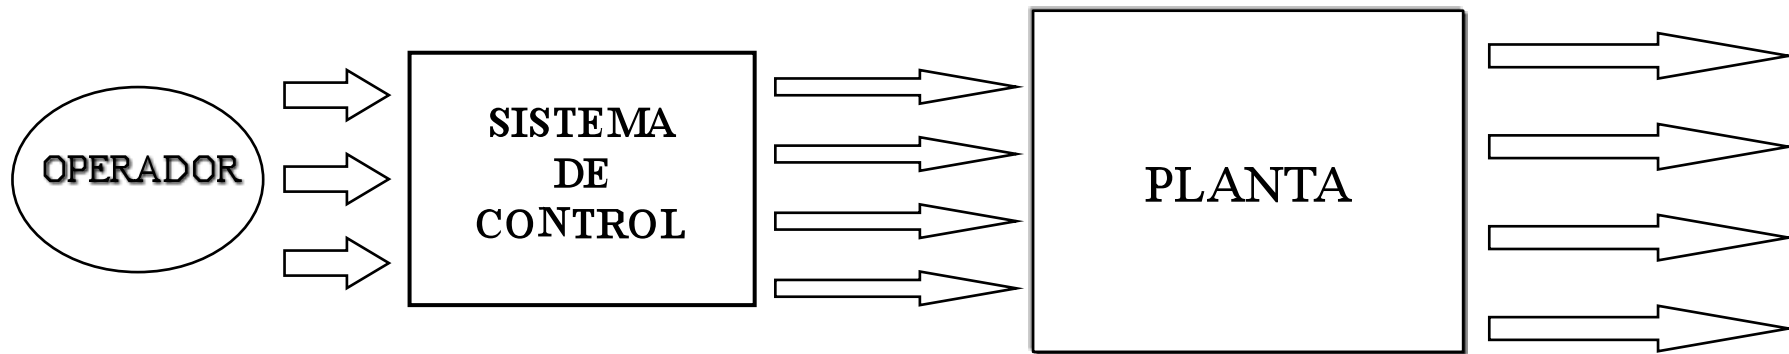 OPERADOR
SISTEMA
DE
CONTROL
PLANTA